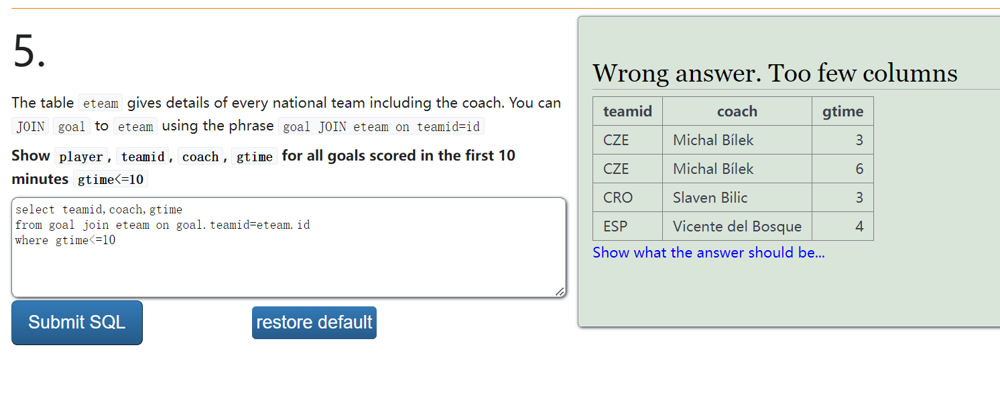 5.
The table eteam gives details of every national team including the coach. You can
JOIN goal to eteam using the phrase goal JOIN eteam on teamid=id
Show player, teamid, coach, gtime for all goals scored in the first 10
minutes gtime<=10
select teamid,coach,gtime
from goal join eteam on goal.teamid=eteam.id
where gtime<=10
Submit SQL restore default
Wrong answer. Too few columns
teamid coach gtime
CZE Michal Bílek 3
CZE Michal Bílek 6
CRO Slaven Bilic 3
ESP Vicente del Bosque 4
Show what the answer should be...